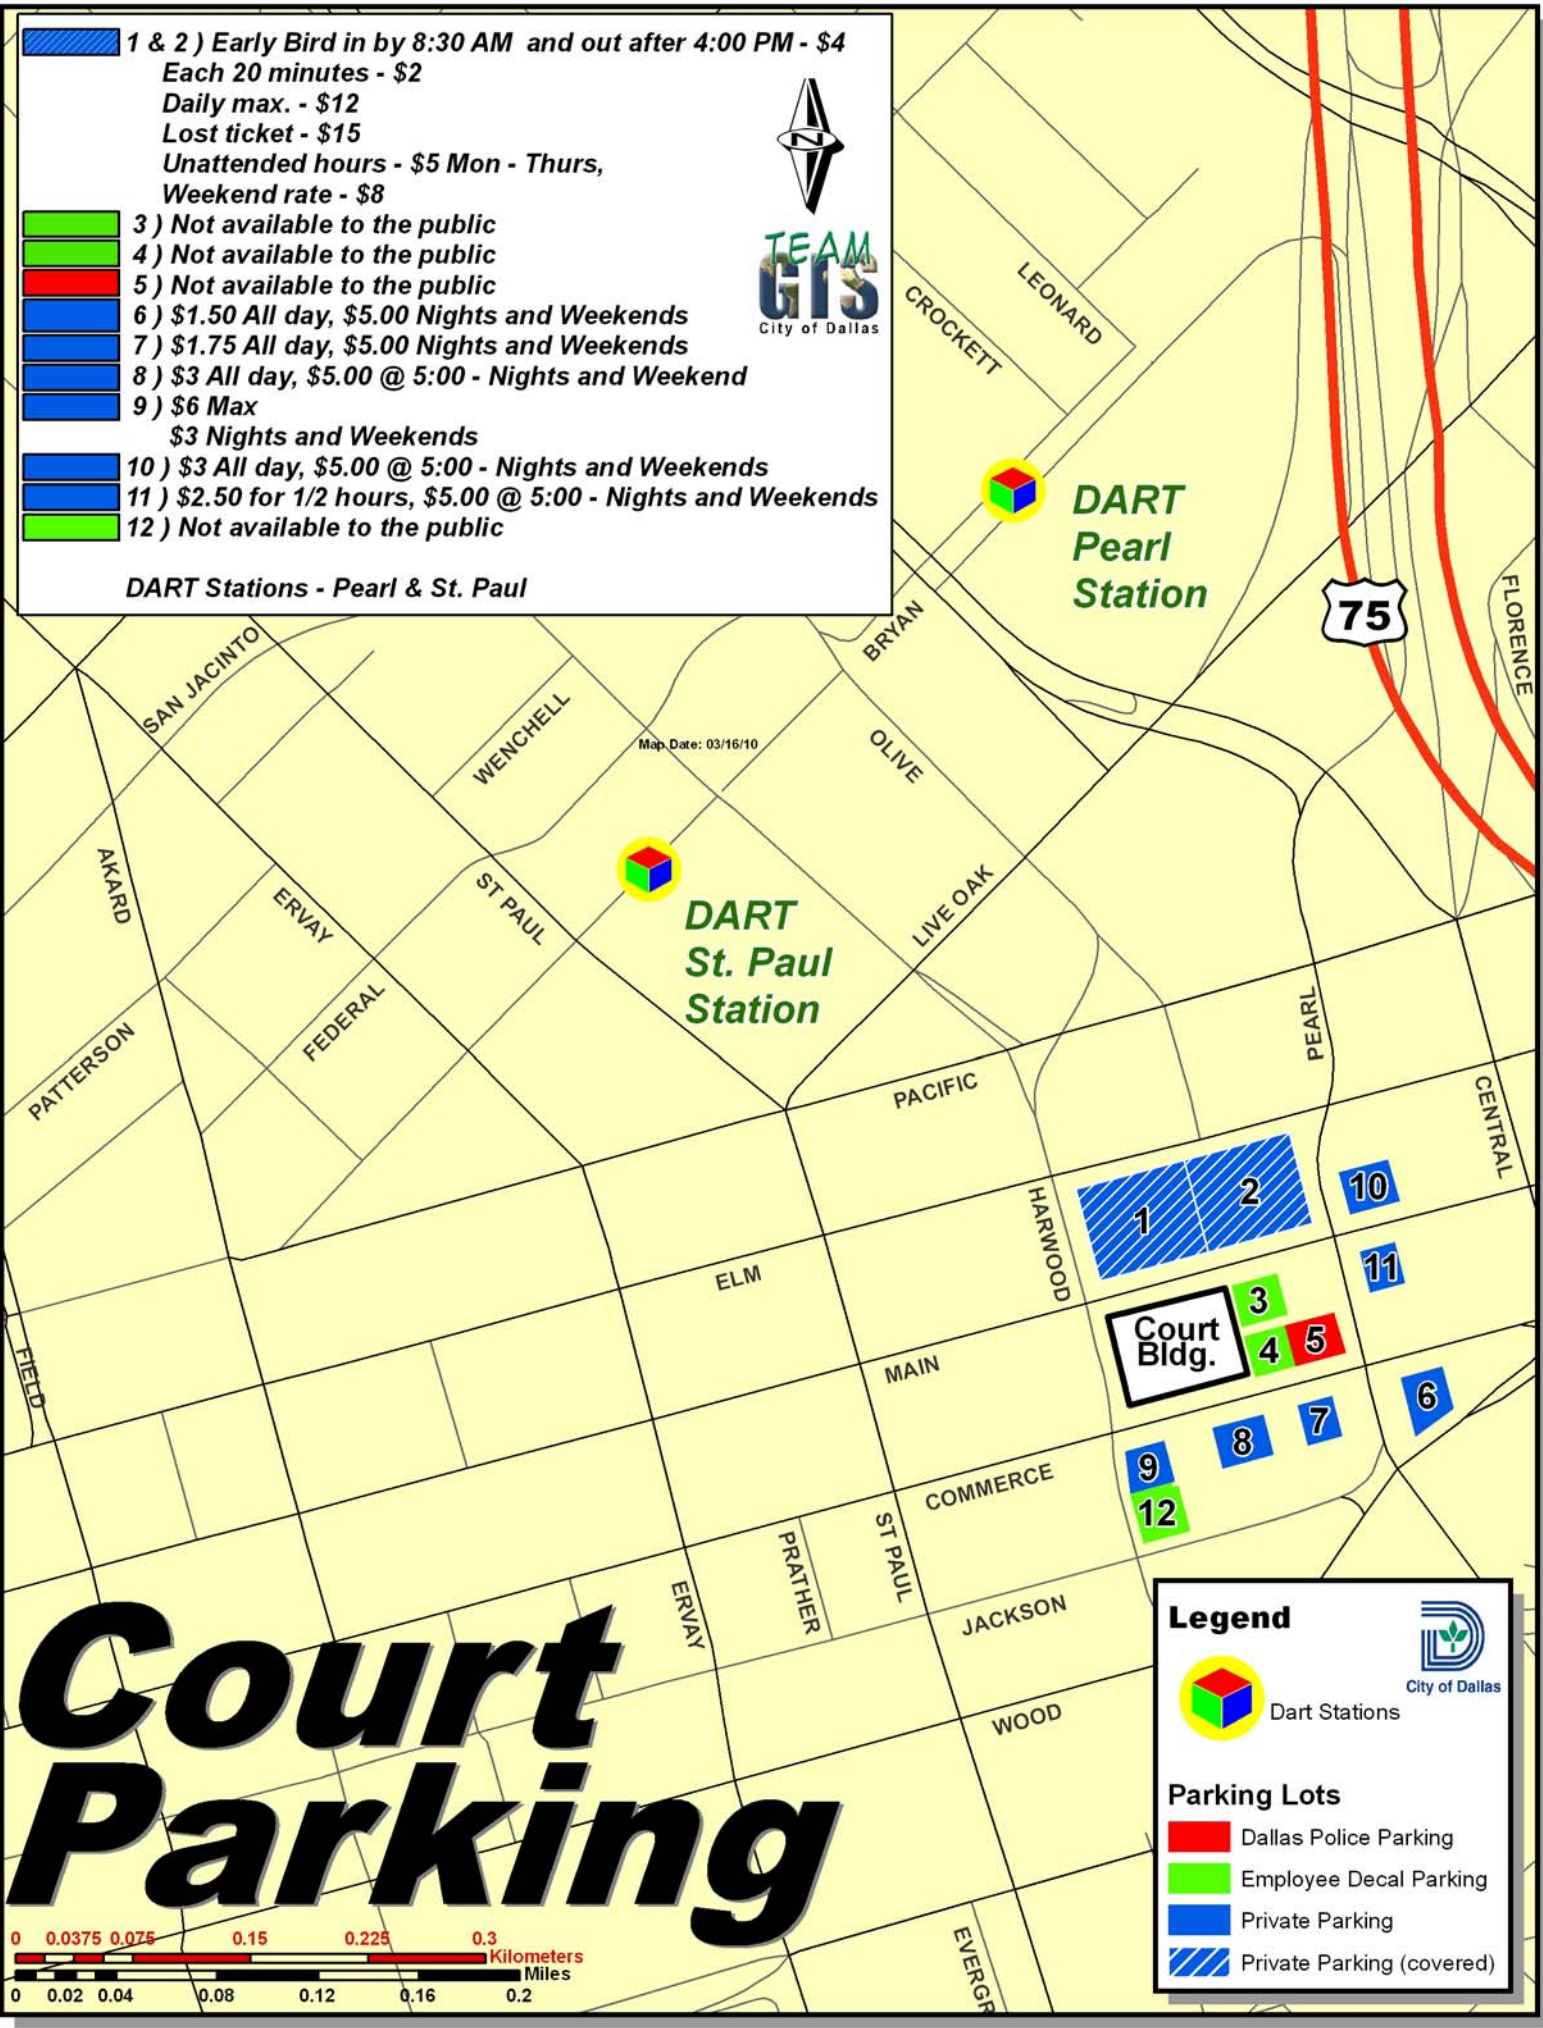 1 & 2 ) Early Bird in by 8:30 AM and out after 4:00 PM - $4
Each 20 minutes - $2
Daily max. - $12
Lost ticket - $15
Unattended hours - $5 Mon - Thurs,
Weekend rate - $8
3 ) Not available to the public
4 ) Not available to the public
5 ) Not available to the public
6 ) $1.50 All day, $5.00 Nights and Weekends
7 ) $1.75 All day, $5.00 Nights and Weekends
8 ) $3 All day, $5.00 @ 5:00 - Nights and Weekend
9 ) $6 Max
$3 Nights and Weekends
10 ) $3 All day, $5.00 @ 5:00 - Nights and Weekends
11 ) $2.50 for 1/2 hours, $5.00 @ 5:00 - Nights and Weekends
12 ) Not available to the public
DART Stations - Pearl & St. Paul
N
TEAM
GIS
City of Dallas
LEONARD
CROCKETT
DART
Pearl
Station
75
FLORENCE
BRYAN
SAN JACINTO
WENCHELL
Map Date: 03/16/10
OLIVE
AKARD
ERVAY
ST PAUL
LIVE OAK
DART
St. Paul
Station
FEDERAL
PATTERSON
PEARL
PACIFIC
CENTRAL
HARWOOD
1
2
10
11
ELM
3
Court
Bldg.
4
5
FIELD
MAIN
6
7
8
9
12
COMMERCE
ST PAUL
PRATHER
ERVAY
JACKSON
WOOD
EVERGR
Court
Parking
0 0.0375 0.075 0.15 0.225 0.3
Kilometers
Miles
0 0.02 0.04 0.08 0.12 0.16 0.2
Legend
City of Dallas
Dart Stations
Parking Lots
Dallas Police Parking
Employee Decal Parking
Private Parking
Private Parking (covered)